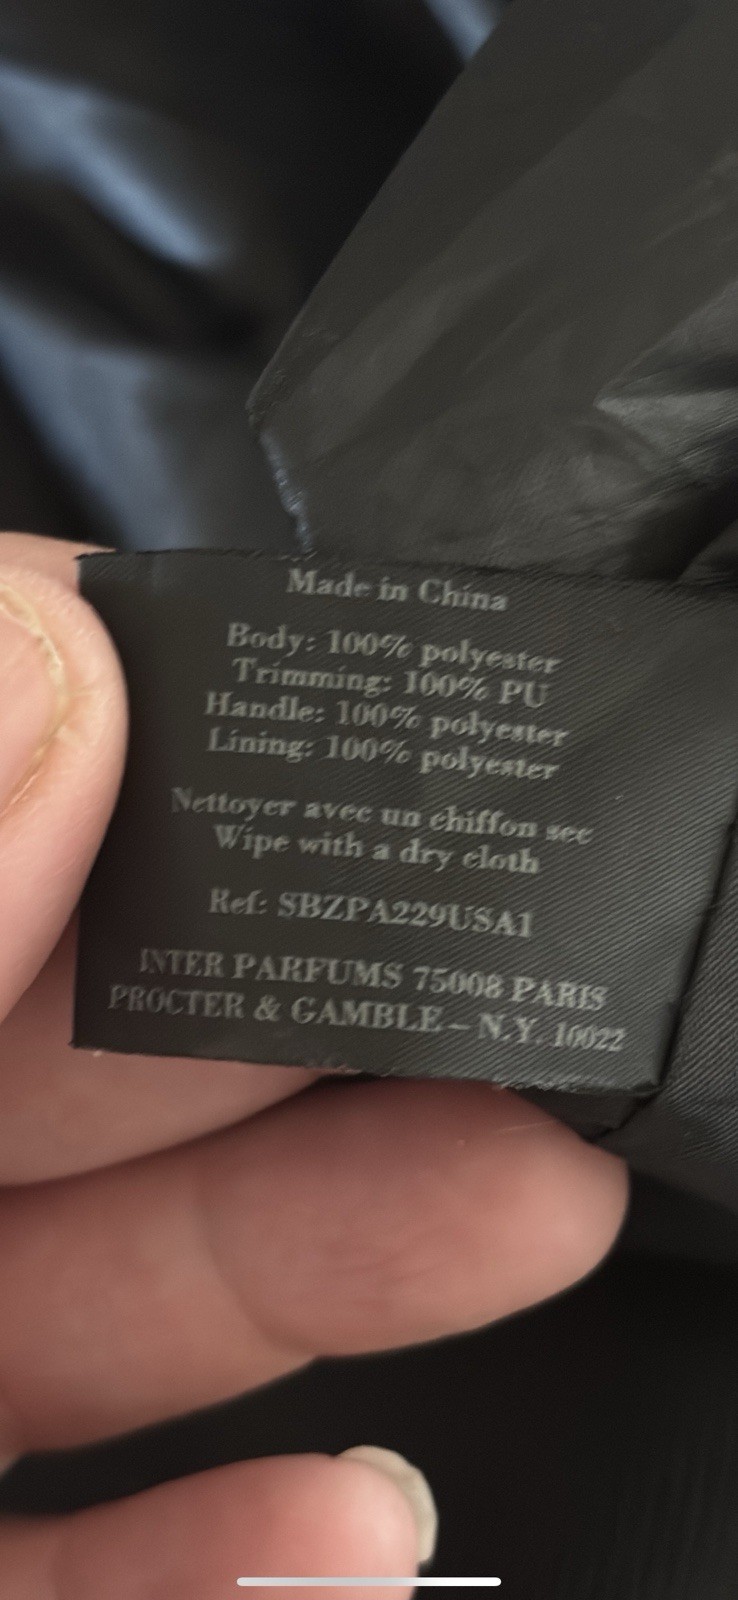 Made in China
Body: 100% polyester
Trimming: 100% PU
Handle: 100% polyester
Lining: 100% polyester
Nettoyer avec un chiffon sec
Wipe with a dry cloth
Ref: SBZPA229USA1
INTER PARFUMS 75008 PARIS
PROCTER & GAMBLE – N.Y. 10022